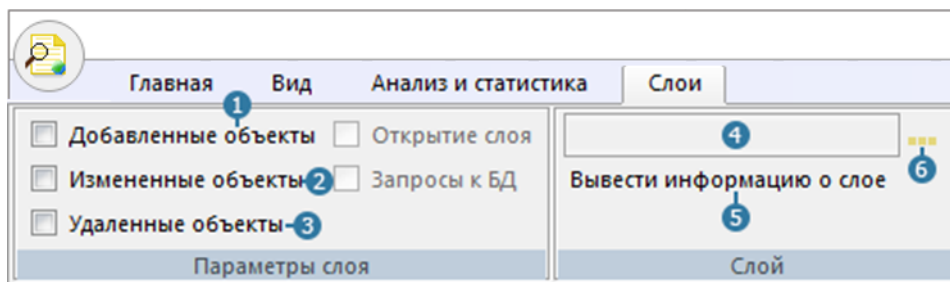 Главная Вид Анализ и статистика Слои
1
Добавленные объекты Открытие слоя 4
6
Измененные объекты 2 Запросы к БД Вывести информацию о слое
Удаленные объекты 3 5
Параметры слоя Слой